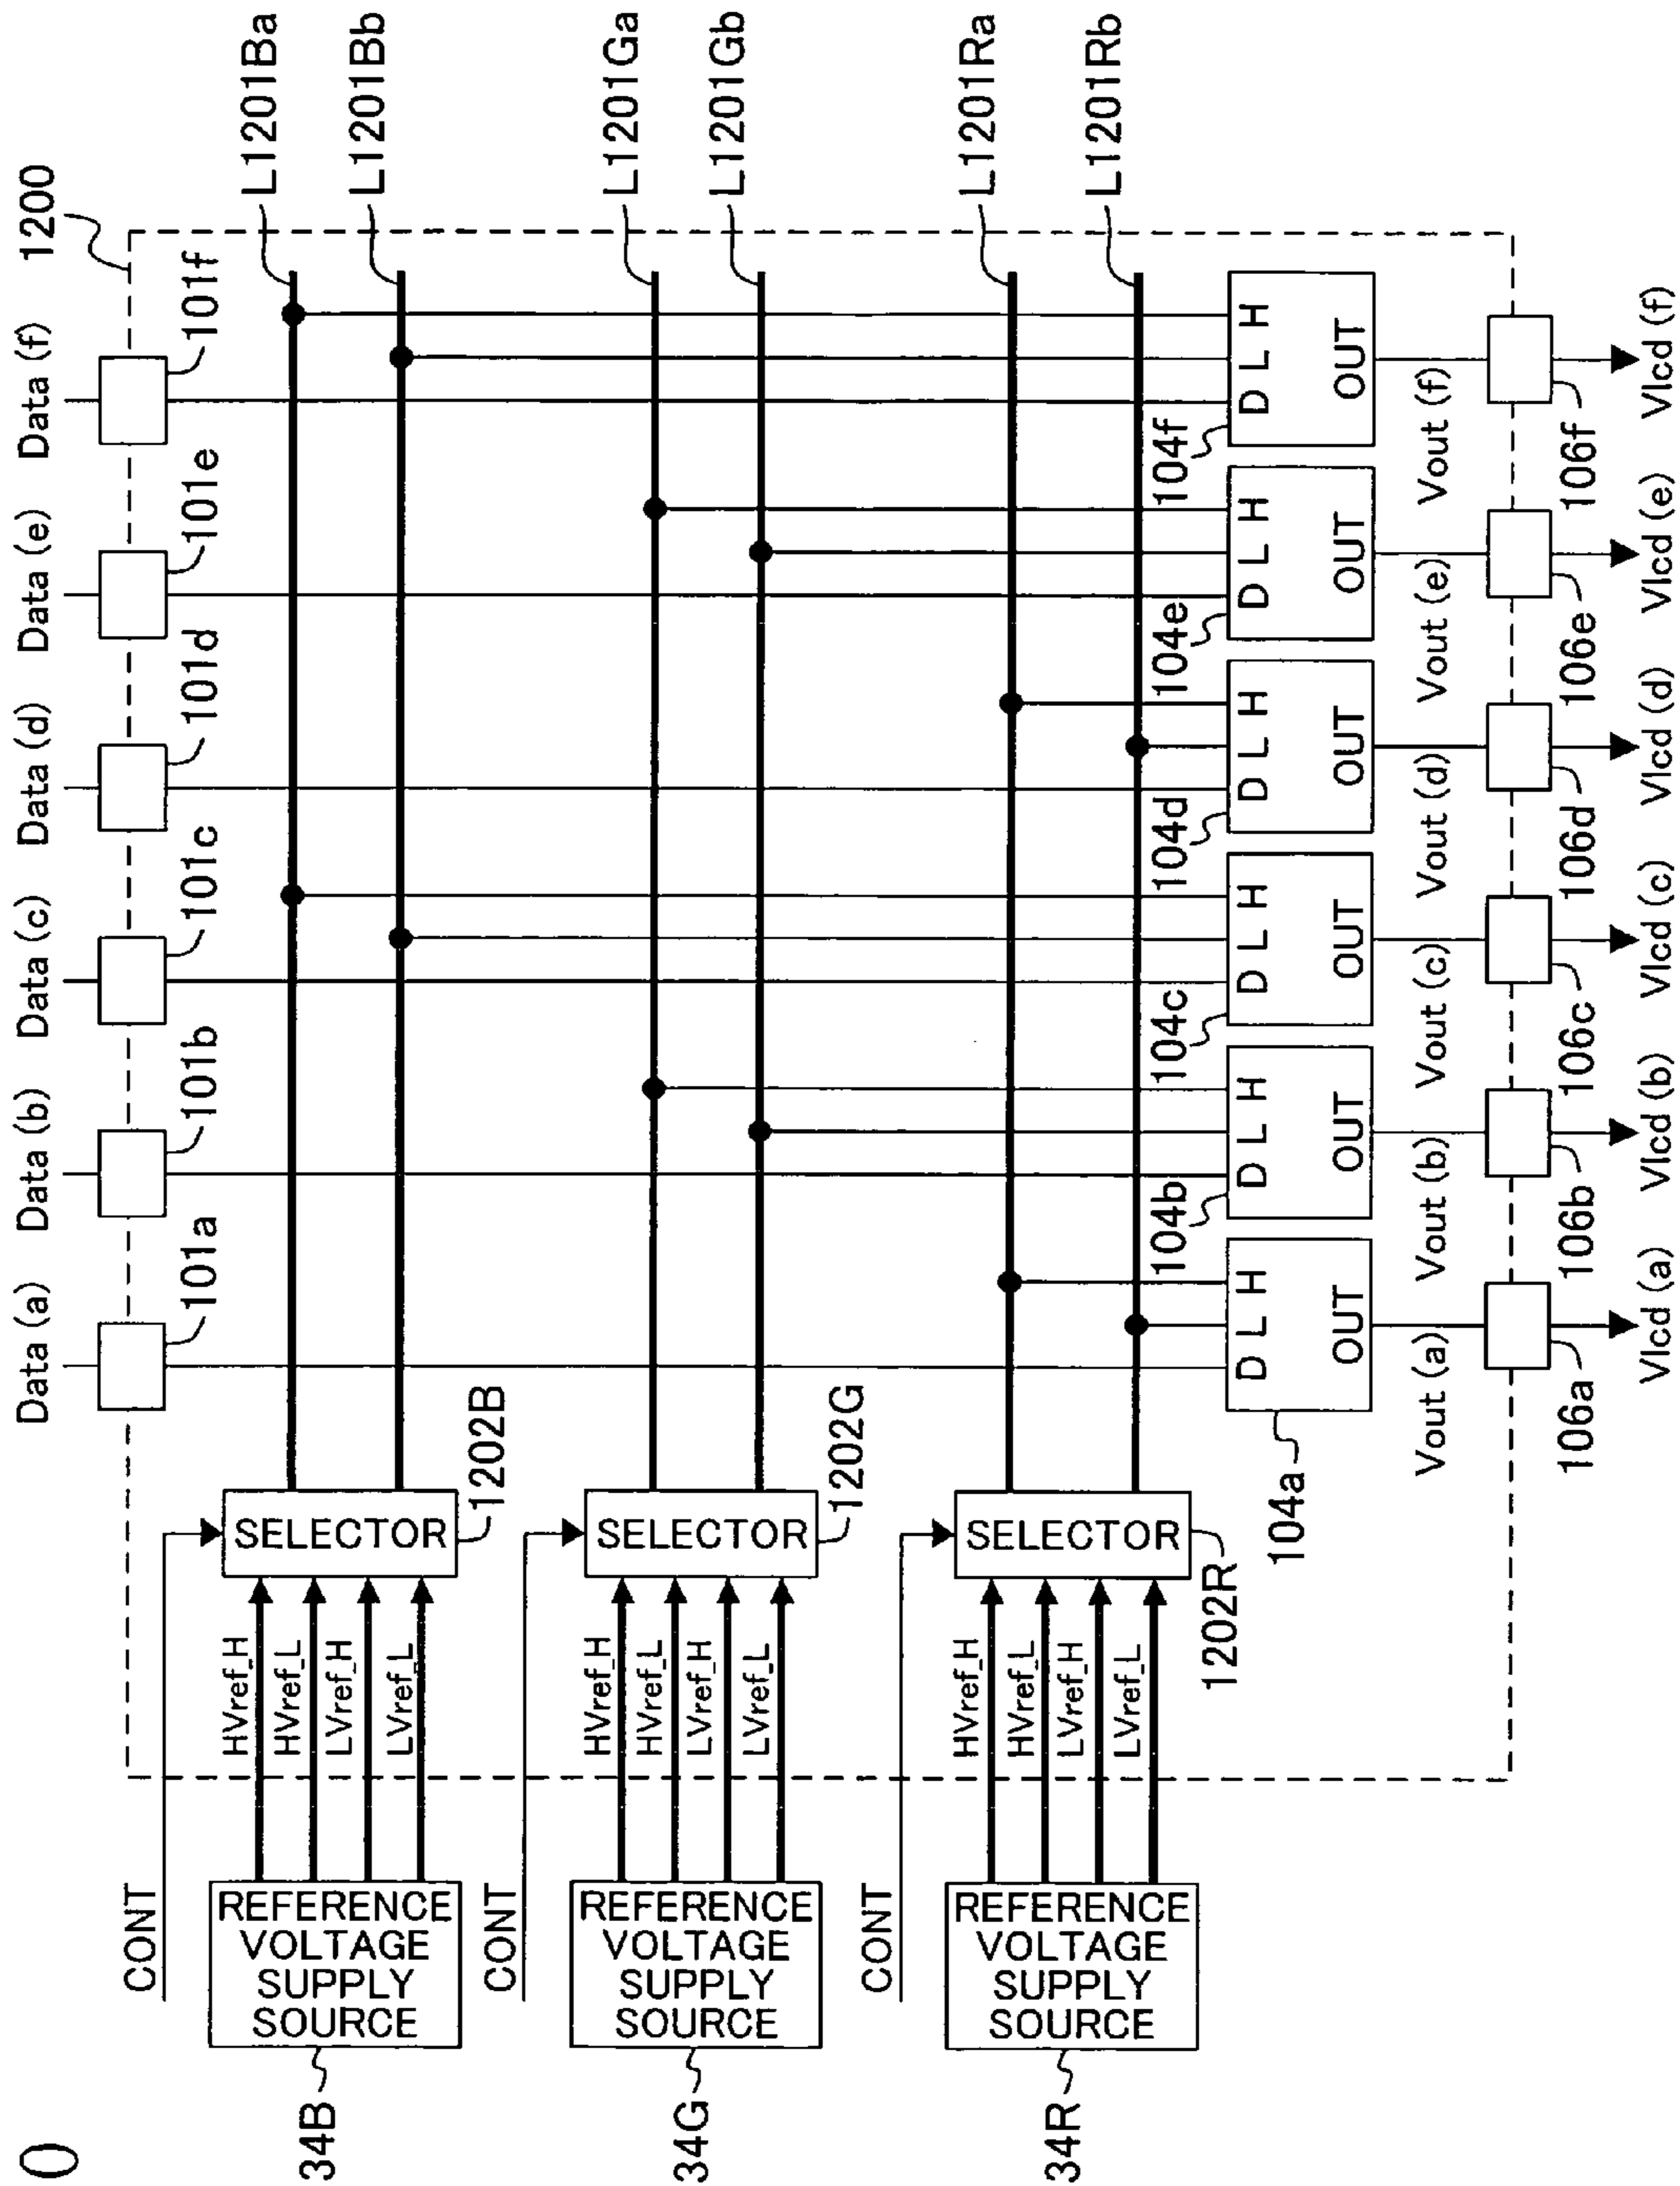 0
1200
Data (a)
Data (b)
Data (c)
Data (d)
Data (e)
Data (f)
101a
101b
101c
101d
101e
101f
CONT
34B
REFERENCE
VOLTAGE
SUPPLY
SOURCE
HVref_H
HVref_L
LVref_H
LVref_L
SELECTOR
1202B
L1201Ba
L1201Bb
CONT
34G
REFERENCE
VOLTAGE
SUPPLY
SOURCE
HVref_H
HVref_L
LVref_H
LVref_L
SELECTOR
1202G
L1201Ga
L1201Gb
CONT
34R
REFERENCE
VOLTAGE
SUPPLY
SOURCE
HVref_H
HVref_L
LVref_H
LVref_L
SELECTOR
1202R
L1201Ra
L1201Rb
104a
D L H
OUT
104b
D L H
OUT
104c
D L H
OUT
104d
D L H
OUT
104e
D L H
OUT
104f
D L H
OUT
Vout (a)
Vout (b)
Vout (c)
Vout (d)
Vout (e)
Vout (f)
106a
106b
106c
106d
106e
106f
Vlcd (a)
Vlcd (b)
Vlcd (c)
Vlcd (d)
Vlcd (e)
Vlcd (f)